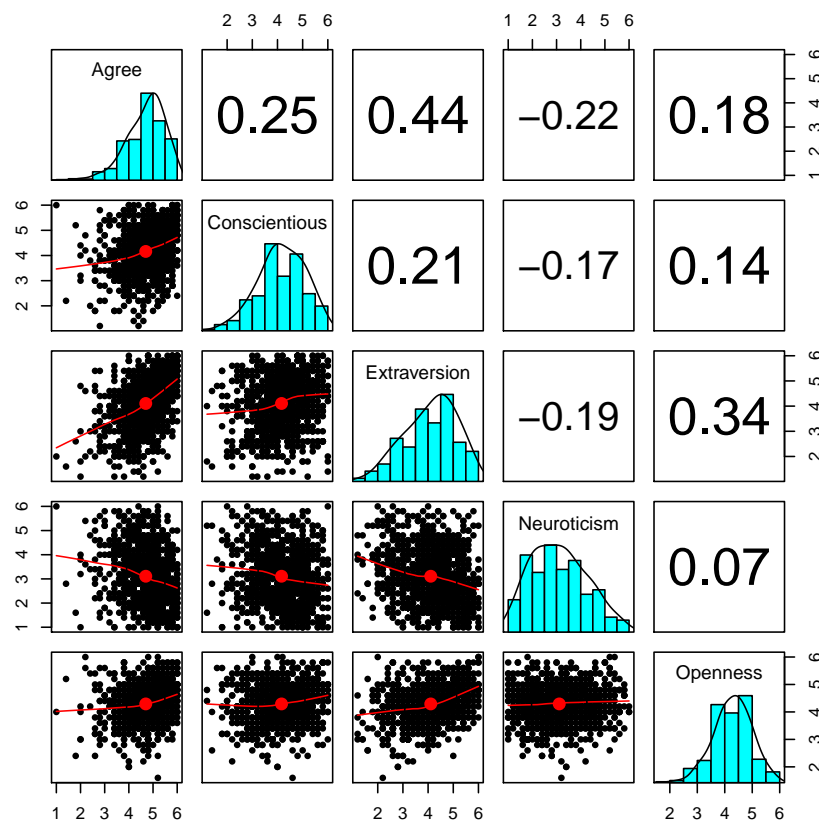 2 3 4 5 6
1 2 3 4 5 6
Agree
0.25
0.44
−0.22
0.18
1 2 3 4 5 6
2 3 4 5 6
Conscientious
0.21
−0.17
0.14
Extraversion
−0.19
0.34
2 3 4 5 6
1 2 3 4 5 6
Neuroticism
0.07
Openness
2 3 4 5 6
1 2 3 4 5 6
2 3 4 5 6
2 3 4 5 6